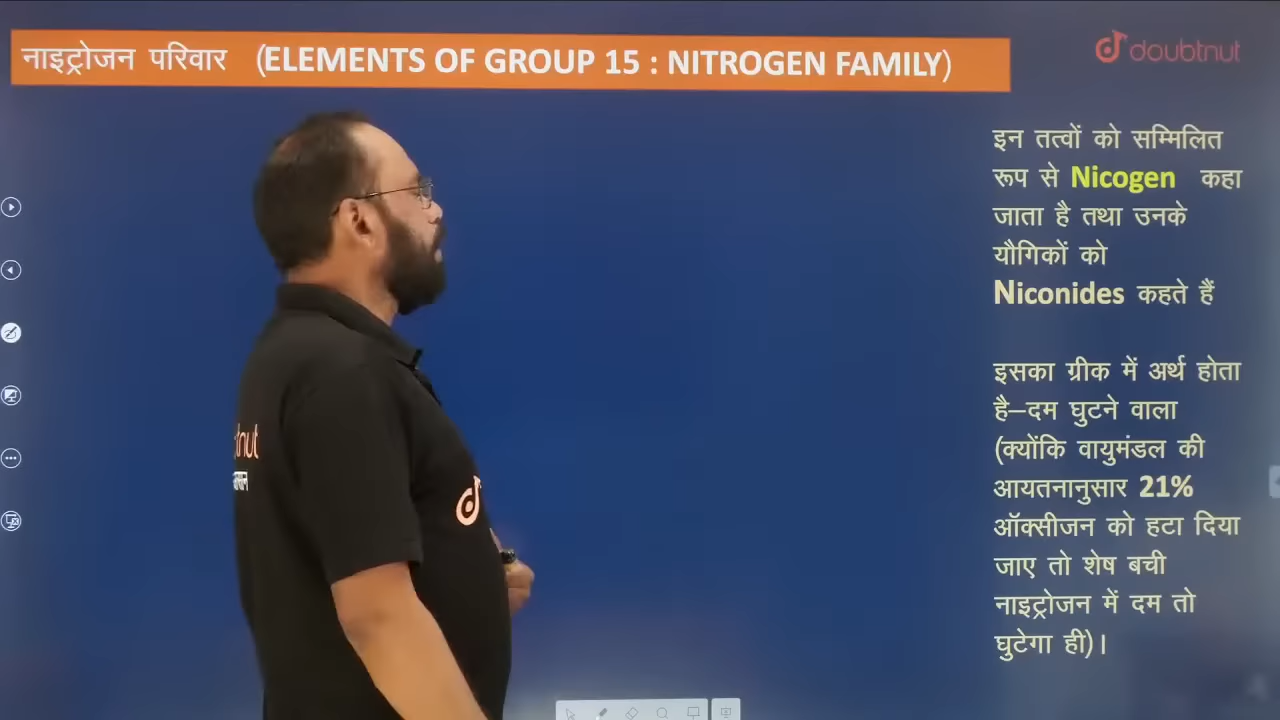 नाइट्रोजन परिवार (ELEMENTS OF GROUP 15 : NITROGEN FAMILY)
doubtnut
इन तत्वों को सम्मिलित
रूप से Nicogen कहा
जाता है तथा उनके
यौगिकों को
Niconides कहते हैं
इसका ग्रीक में अर्थ होता
है–दम घुटने वाला
(क्योंकि वायुमंडल की
आयतनानुसार 21%
ऑक्सीजन को हटा दिया
जाए तो शेष बची
नाइट्रोजन में दम तो
घुटेगा ही)।